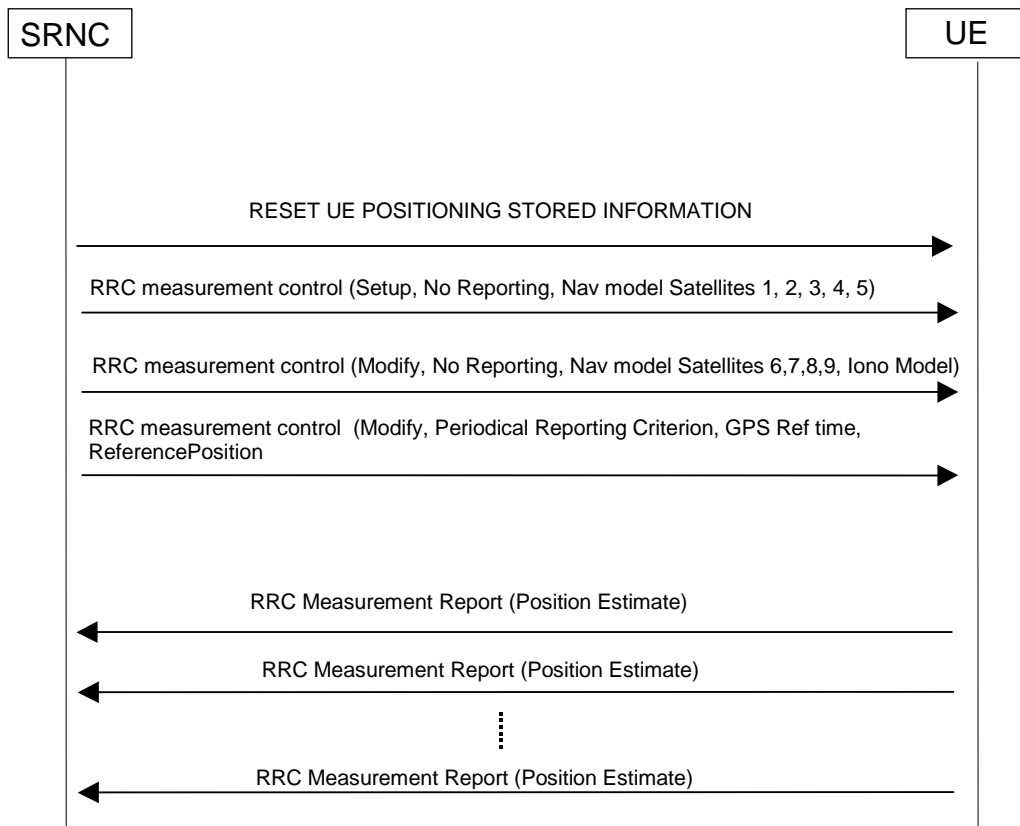 SRNC
UE
RESET UE POSITIONING STORED INFORMATION
RRC measurement control (Setup, No Reporting, Nav model Satellites 1, 2, 3, 4, 5)
RRC measurement control (Modify, No Reporting, Nav model Satellites 6,7,8,9, Iono Model)
RRC measurement control  (Modify, Periodical Reporting Criterion, GPS Ref time,
ReferencePosition
RRC Measurement Report (Position Estimate)
RRC Measurement Report (Position Estimate)
RRC Measurement Report (Position Estimate)